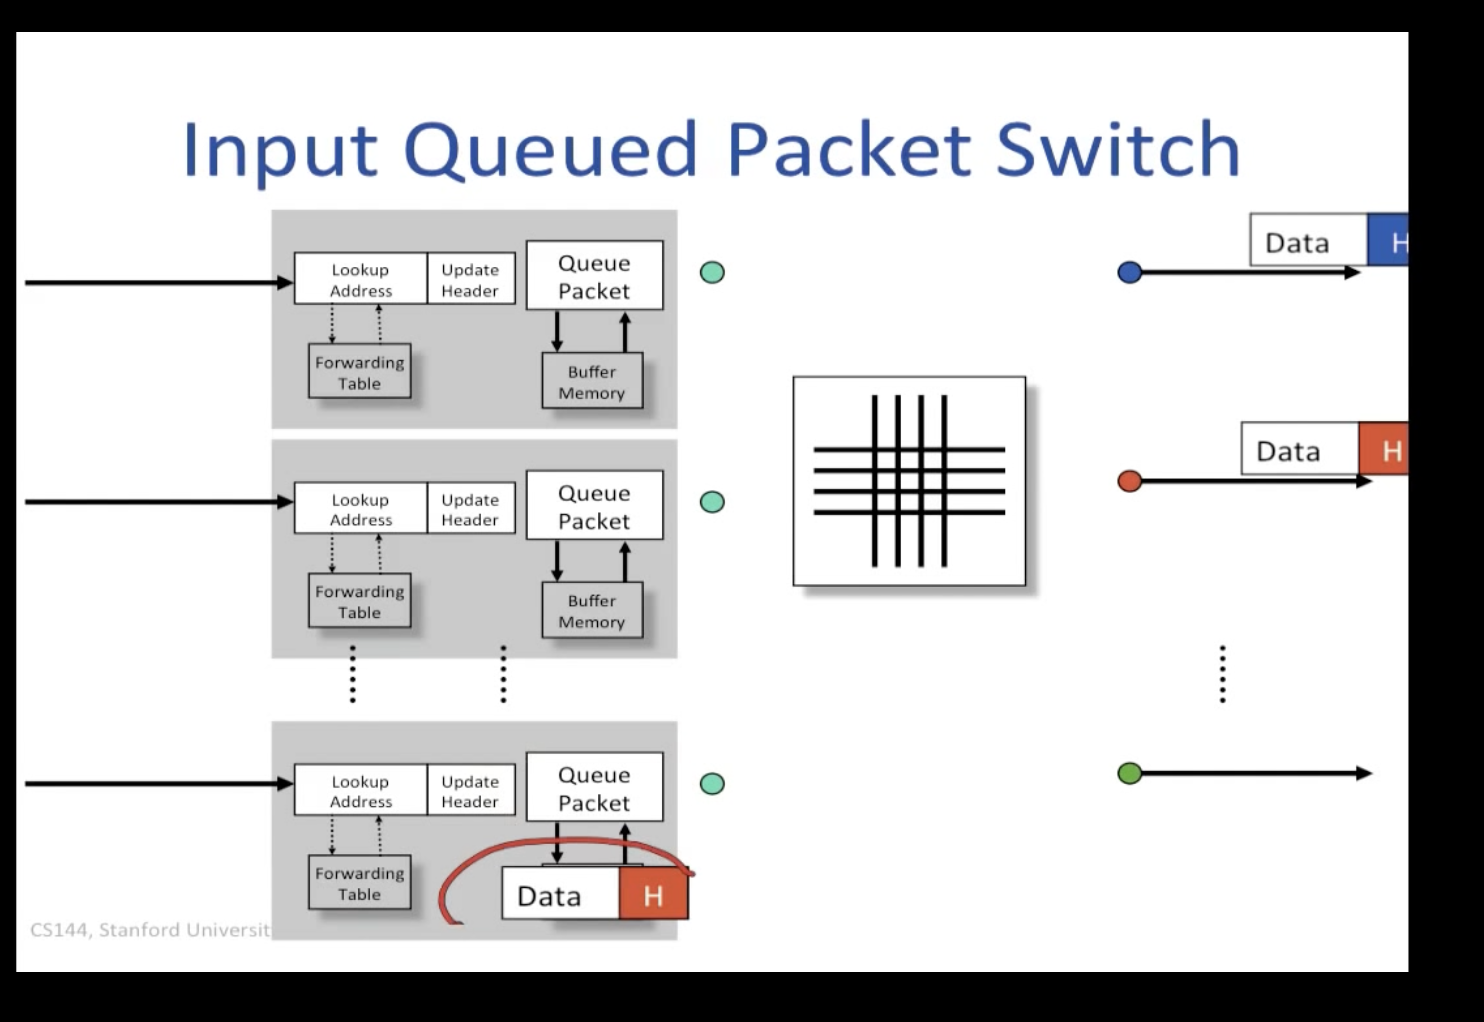 Input Queued Packet Switch
Data H
Lookup
Address
Update
Header
Queue
Packet
Forwarding
Table
Buffer
Memory
Data H
Lookup
Address
Update
Header
Queue
Packet
Forwarding
Table
Buffer
Memory
Lookup
Address
Update
Header
Queue
Packet
Forwarding
Table
Data H
CS144, Stanford Universit